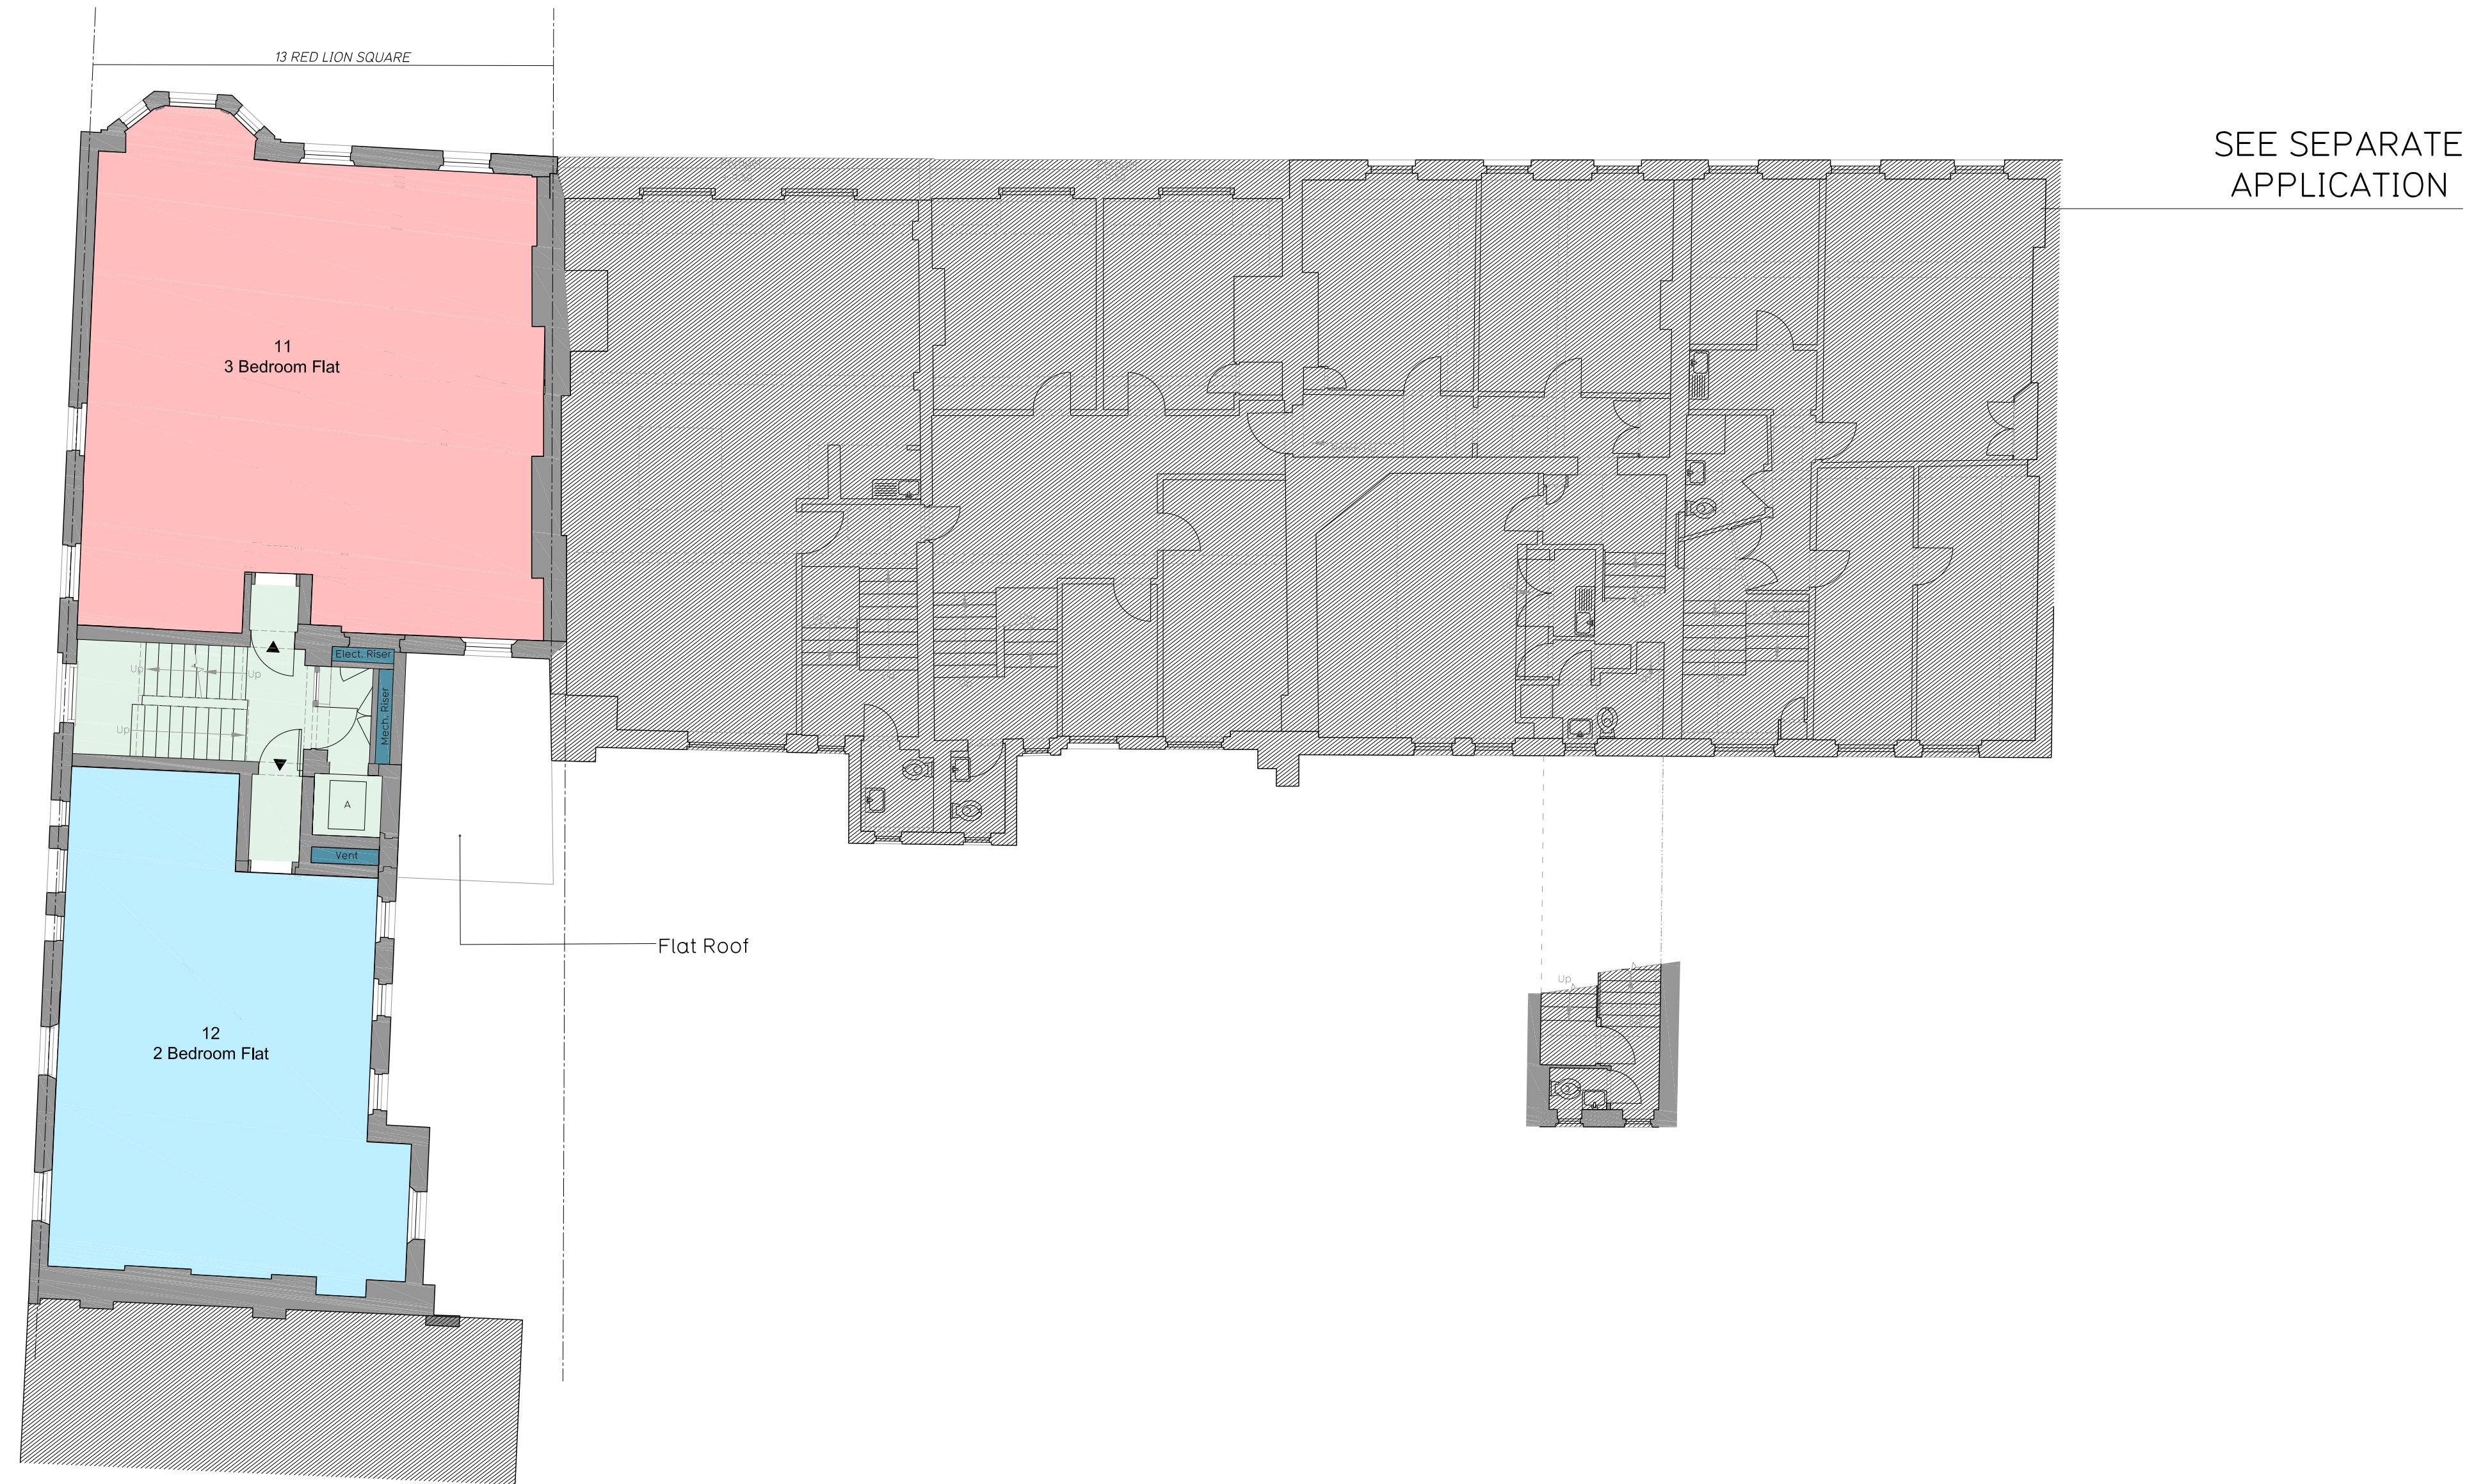 13 RED LION SQUARE
SEE SEPARATE
APPLICATION
11
3 Bedroom Flat
Elect. Riser
Up
Up
Mech. Riser
Up
A
Vent
Flat Roof
Up
12
2 Bedroom Flat